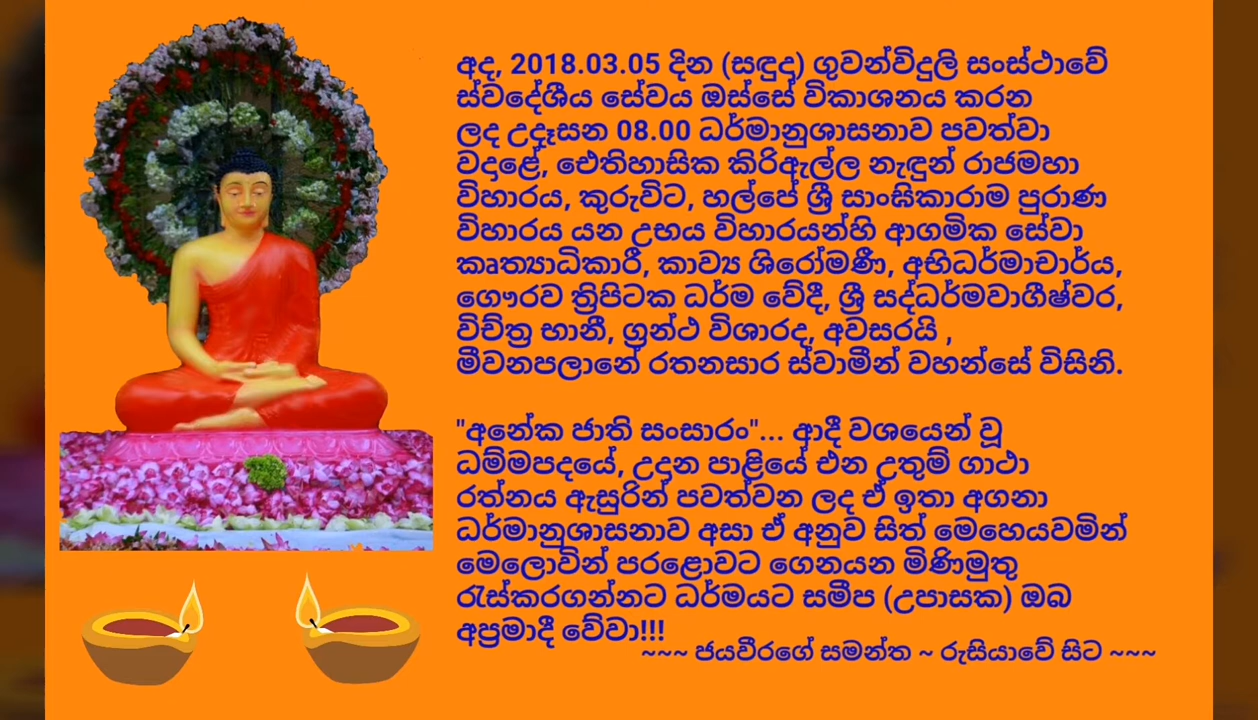 අද, 2018.03.05 දින (සඳුදා) ගුවන්විදුලි සංස්ථාවේ
ස්වදේශීය සේවය ඔස්සේ විකාශනය කරන
ලද උදෑසන 08.00 ධර්මානුශාසනාව පවත්වා
වදාළේ, ඓතිහාසික කිරිඇල්ල නැඳුන් රාජමහා
විහාරය, කුරුවිට, හල්පේ ශ්‍රී සාංඝිකාරාම පුරාණ
විහාරය යන උභය විහාරයන්හි ආගමික සේවා
කෘත්‍යාධිකාරී, කාව්‍ය ශිරෝමණී, අභිධර්මාචාර්ය,
ගෞරව ත්‍රිපිටක ධර්ම වේදී, ශ්‍රී සද්ධර්මවාගීෂ්වර,
විචිත්‍ර භානී, ග්‍රන්ථ විශාරද, අවසරයි ,
මීවනපලානේ රතනසාර ස්වාමීන් වහන්සේ විසිනි.
"අනේක ජාති සංසාරං"... ආදී වශයෙන් වූ
ධම්මපදයේ, උදාන පාළියේ එන උතුම් ගාථා
රත්නය ඇසුරින් පවත්වන ලද ඒ ඉතා අගනා
ධර්මානුශාසනාව අසා ඒ අනුව සිත් මෙහෙයවමින්
මෙලොවින් පරළොවට ගෙනයන මිණිමුතු
රැස්කරගන්නට ධර්මයට සමීප (උපාසක) ඔබ
අප්‍රමාදී වේවා!!!
~~~ ජයවීරගේ සමන්ත ~ රුසියාවේ සිට ~~~